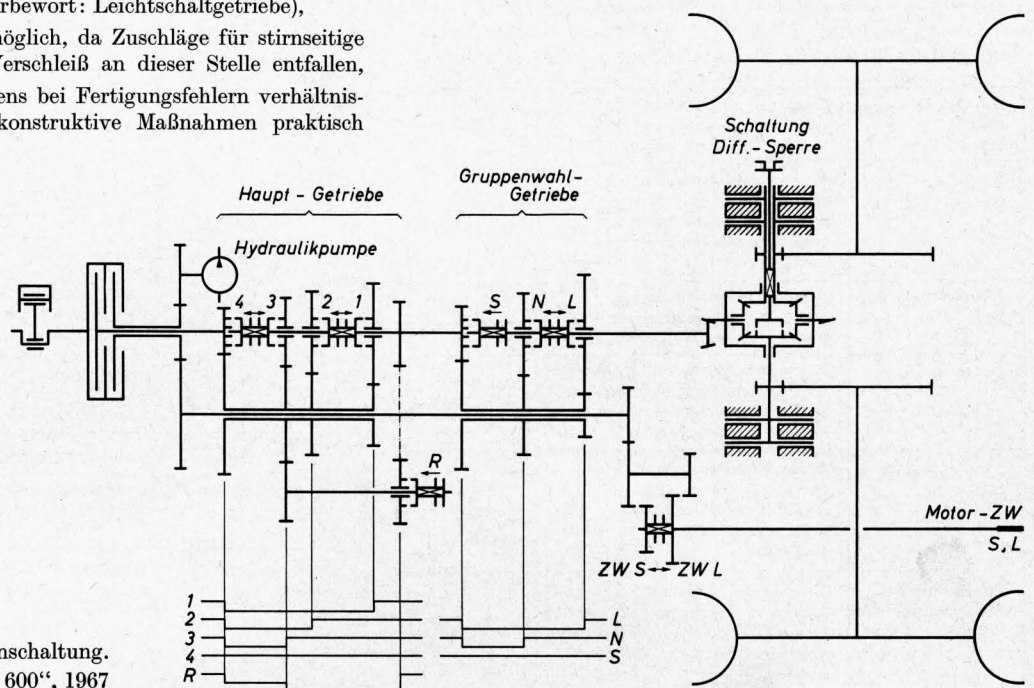 rbewort: Leichtschaltgetriebe),
nöglich, da Zuschläge für stirnseitige
Verschleiß an dieser Stelle entfallen,
ens bei Fertigungsfehlern verhältnis-
konstruktive Maßnahmen praktisch
Schaltung
Diff.-Sperre
Haupt - Getriebe
Gruppenwahl-
Getriebe
Hydraulikpumpe
4 3 2 1
S N L
R
Motor - ZW
S, L
ZW S ZW L
1
2 L
3 N
4 S
R
nschaltung.
600“, 1967